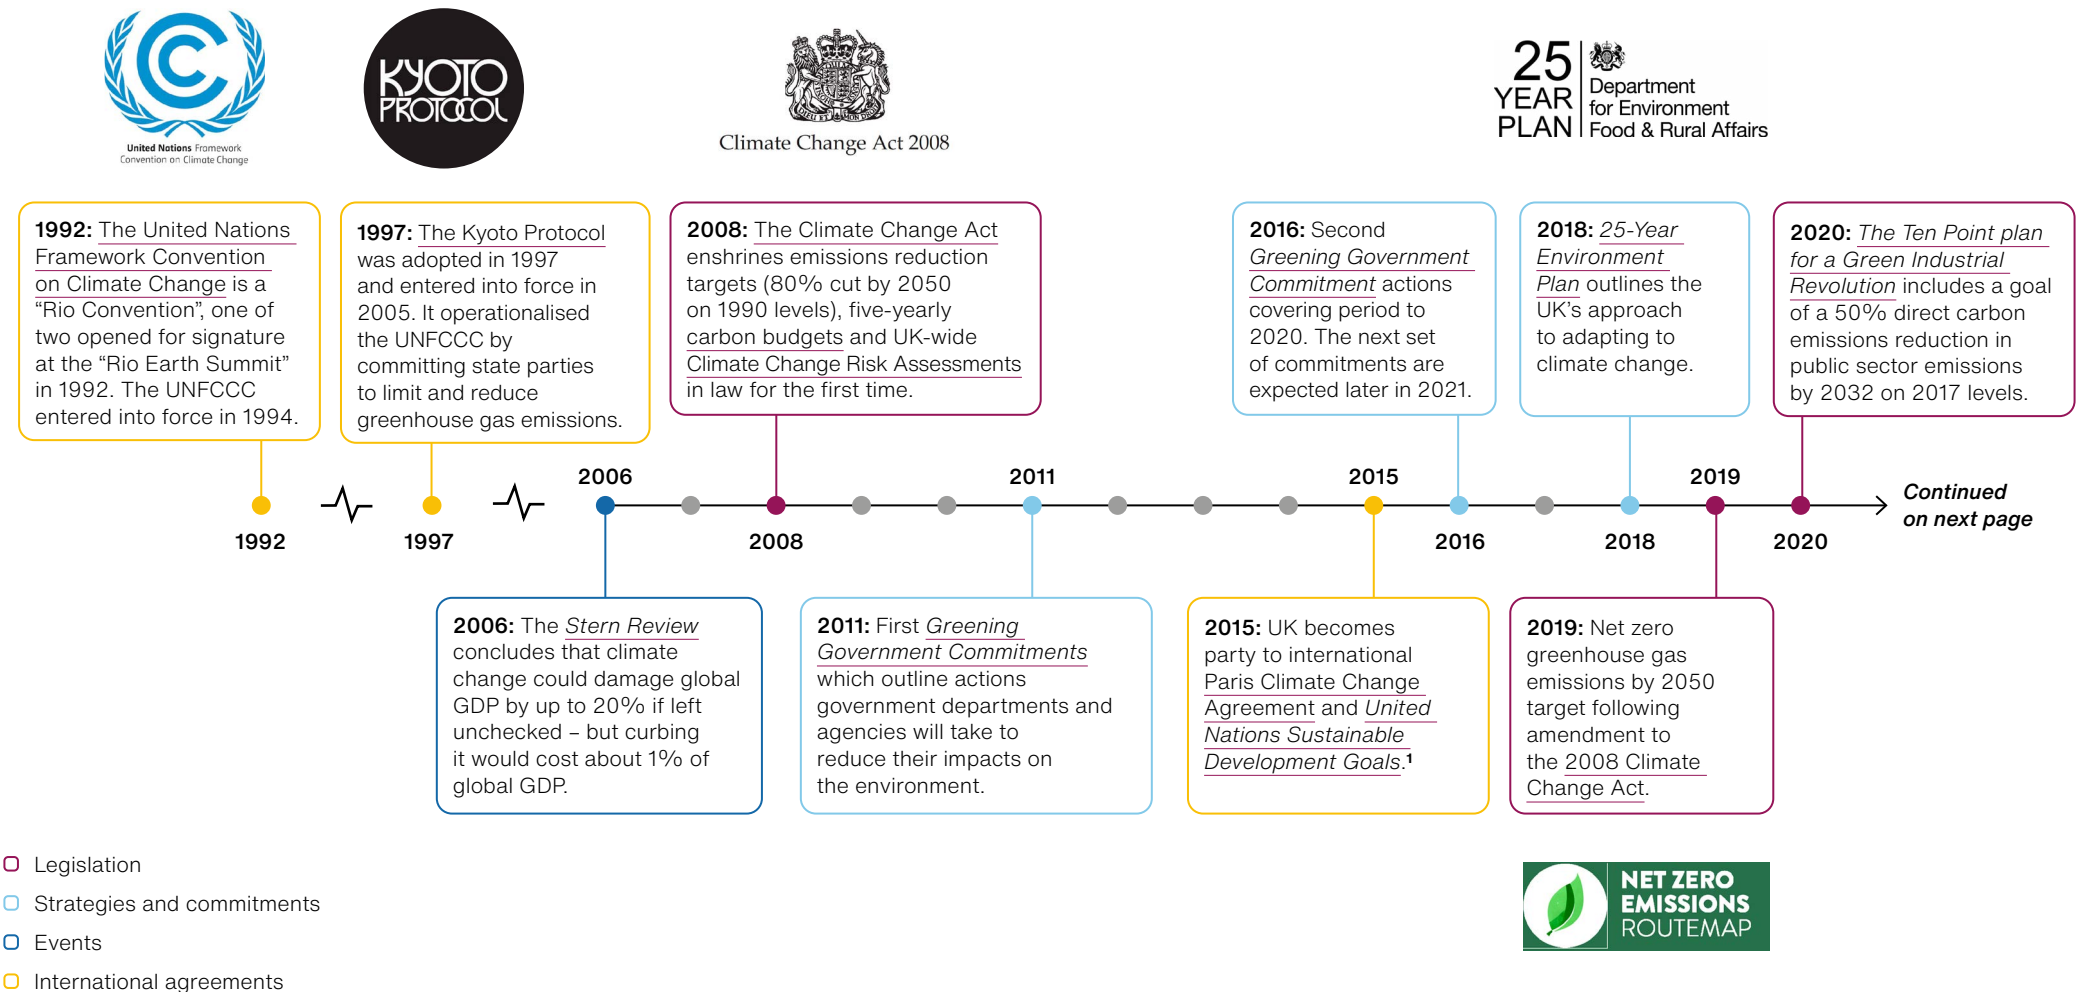 United Nations Framework
Convention on Climate Change
KYOTO
PROTOCOL
Climate Change Act 2008
25
YEAR
PLAN
Department
for Environment
Food & Rural Affairs
1992: The United Nations
Framework Convention
on Climate Change is a
“Rio Convention”, one of
two opened for signature
at the “Rio Earth Summit”
in 1992. The UNFCCC
entered into force in 1994.
1997: The Kyoto Protocol
was adopted in 1997
and entered into force in
2005. It operationalised
the UNFCCC by
committing state parties
to limit and reduce
greenhouse gas emissions.
2008: The Climate Change Act
enshrines emissions reduction
targets (80% cut by 2050
on 1990 levels), five-yearly
carbon budgets and UK-wide
Climate Change Risk Assessments
in law for the first time.
2016: Second
Greening Government
Commitment actions
covering period to
2020. The next set
of commitments are
expected later in 2021.
2018: 25-Year
Environment
Plan outlines the
UK’s approach
to adapting to
climate change.
2020: The Ten Point plan
for a Green Industrial
Revolution includes a goal
of a 50% direct carbon
emissions reduction in
public sector emissions
by 2032 on 2017 levels.
2006
2011
2015
2019
1992
1997
2008
2016
2018
2020
Continued
on next page
2006: The Stern Review
concludes that climate
change could damage global
GDP by up to 20% if left
unchecked – but curbing
it would cost about 1% of
global GDP.
2011: First Greening
Government Commitments
which outline actions
government departments and
agencies will take to
reduce their impacts on
the environment.
2015: UK becomes
party to international
Paris Climate Change
Agreement and United
Nations Sustainable
Development Goals.1
2019: Net zero
greenhouse gas
emissions by 2050
target following
amendment to
the 2008 Climate
Change Act.
Legislation
Strategies and commitments
Events
International agreements
NET ZERO
EMISSIONS
ROUTEMAP